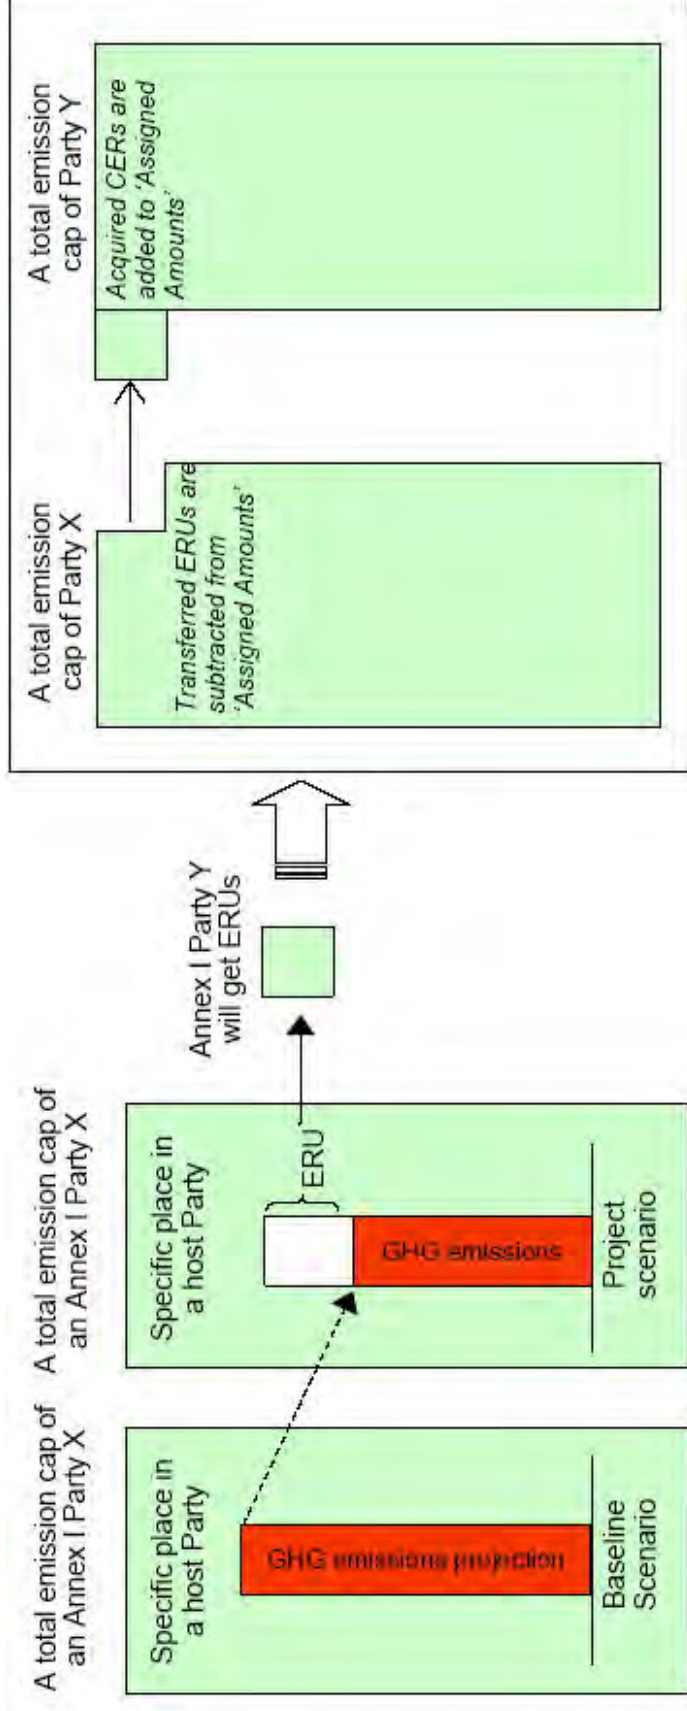 A total emission cap of
an Annex I Party X
Specific place in
a host Party
GHG emissions projection
Baseline
Scenario
A total emission cap of
an Annex I Party X
Specific place in
a host Party
ERU
GHG emissions
Project
scenario
Annex I Party Y
will get ERUs
A total emission
cap of Party X
Transferred ERUs are
subtracted from
'Assigned Amounts'
A total emission
cap of Party Y
Acquired CERs are
added to 'Assigned
Amounts'